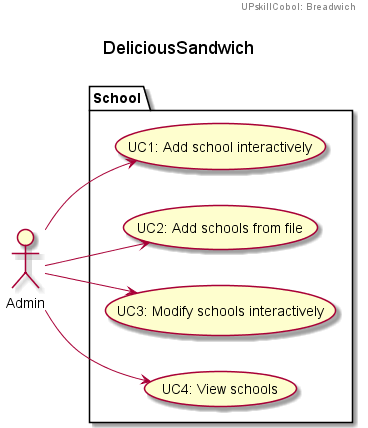 UPskillCobol: Breadwich
DeliciousSandwich
School
UC1: Add school interactively
UC2: Add schools from file
Admin
UC3: Modify schools interactively
UC4: View schools